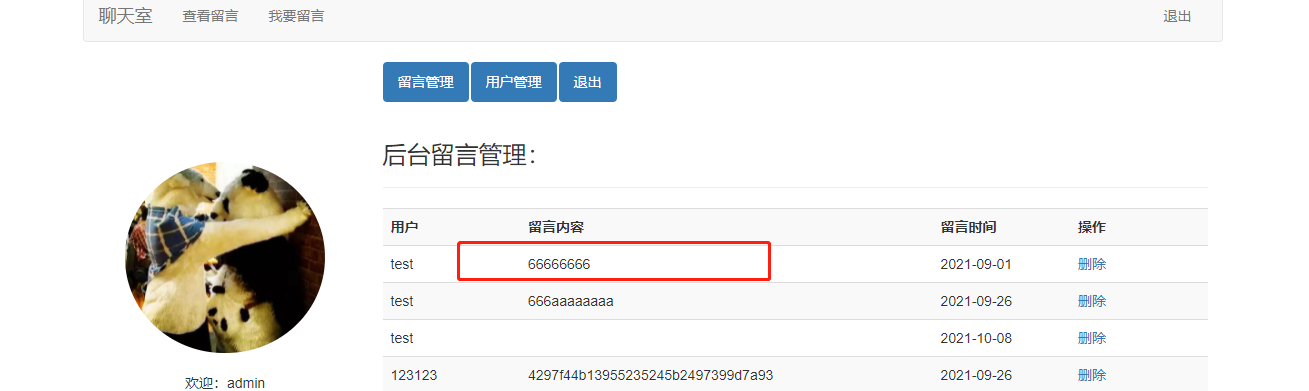 聊天室 查看留言 我要留言 退出
留言管理 用户管理 退出
后台留言管理：
用户 留言内容 留言时间 操作
test 66666666 2021-09-01 删除
test 666aaaaaaaa 2021-09-26 删除
test 2021-10-08 删除
123123 4297f44b13955235245b2497399d7a93 2021-09-26 删除
欢迎：admin